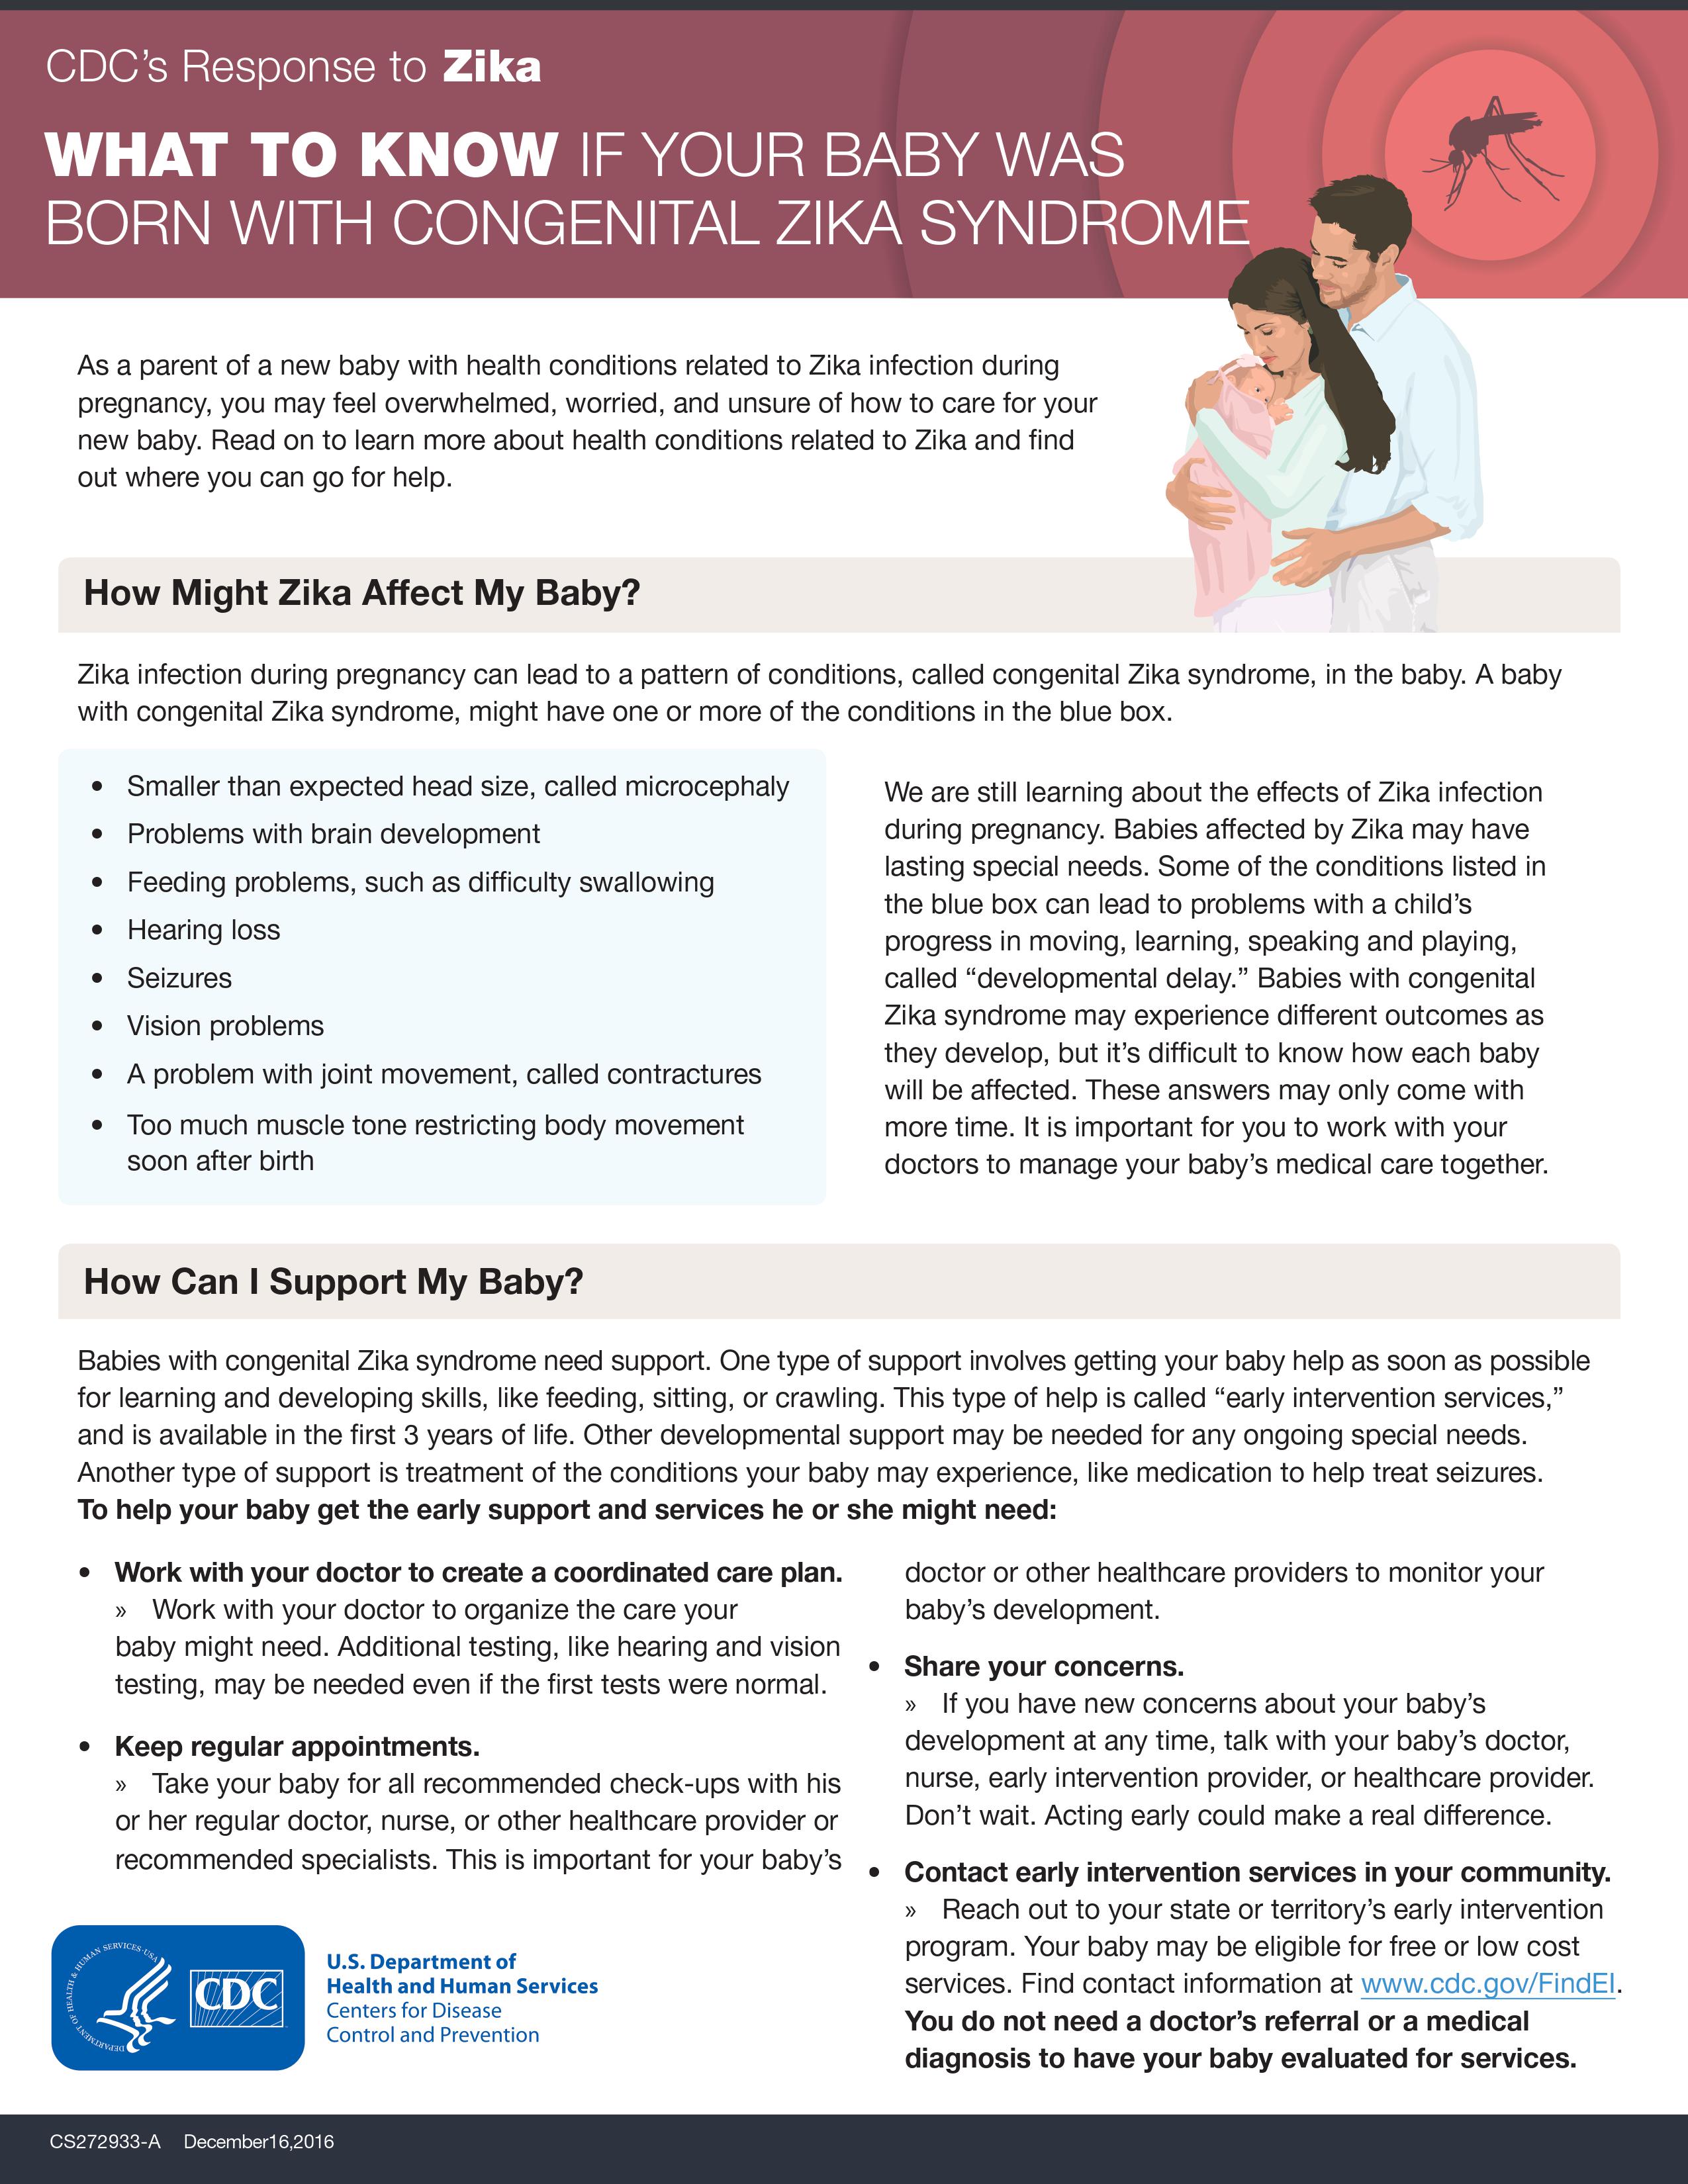 CDC's Response to Zika
WHAT TO KNOW IF YOUR BABY WAS
BORN WITH CONGENITAL ZIKA SYNDROME
As a parent of a new baby with health conditions related to Zika infection during
pregnancy, you may feel overwhelmed, worried, and unsure of how to care for your
new baby. Read on to learn more about health conditions related to Zika and find
out where you can go for help.
How Might Zika Affect My Baby?
Zika infection during pregnancy can lead to a pattern of conditions, called congenital Zika syndrome, in the baby. A baby
with congenital Zika syndrome, might have one or more of the conditions in the blue box.
• Smaller than expected head size, called microcephaly
• Problems with brain development
• Feeding problems, such as difficulty swallowing
• Hearing loss
• Seizures
• Vision problems
• A problem with joint movement, called contractures
• Too much muscle tone restricting body movement
soon after birth
We are still learning about the effects of Zika infection
during pregnancy. Babies affected by Zika may have
lasting special needs. Some of the conditions listed in
the blue box can lead to problems with a child's
progress in moving, learning, speaking and playing,
called “developmental delay.” Babies with congenital
Zika syndrome may experience different outcomes as
they develop, but it's difficult to know how each baby
will be affected. These answers may only come with
more time. It is important for you to work with your
doctors to manage your baby's medical care together.
How Can I Support My Baby?
Babies with congenital Zika syndrome need support. One type of support involves getting your baby help as soon as possible
for learning and developing skills, like feeding, sitting, or crawling. This type of help is called “early intervention services,”
and is available in the first 3 years of life. Other developmental support may be needed for any ongoing special needs.
Another type of support is treatment of the conditions your baby may experience, like medication to help treat seizures.
To help your baby get the early support and services he or she might need:
• Work with your doctor to create a coordinated care plan.
» Work with your doctor to organize the care your
baby might need. Additional testing, like hearing and vision
testing, may be needed even if the first tests were normal.
• Keep regular appointments.
» Take your baby for all recommended check-ups with his
or her regular doctor, nurse, or other healthcare provider or
recommended specialists. This is important for your baby's
doctor or other healthcare providers to monitor your
baby's development.
• Share your concerns.
» If you have new concerns about your baby's
development at any time, talk with your baby's doctor,
nurse, early intervention provider, or healthcare provider.
Don't wait. Acting early could make a real difference.
• Contact early intervention services in your community.
» Reach out to your state or territory's early intervention
program. Your baby may be eligible for free or low cost
services. Find contact information at www.cdc.gov/FindEI.
You do not need a doctor's referral or a medical
diagnosis to have your baby evaluated for services.
DEPARTMENT OF HEALTH & HUMAN SERVICES·USA
CDC
U.S. Department of
Health and Human Services
Centers for Disease
Control and Prevention
CS272933-A December16,2016